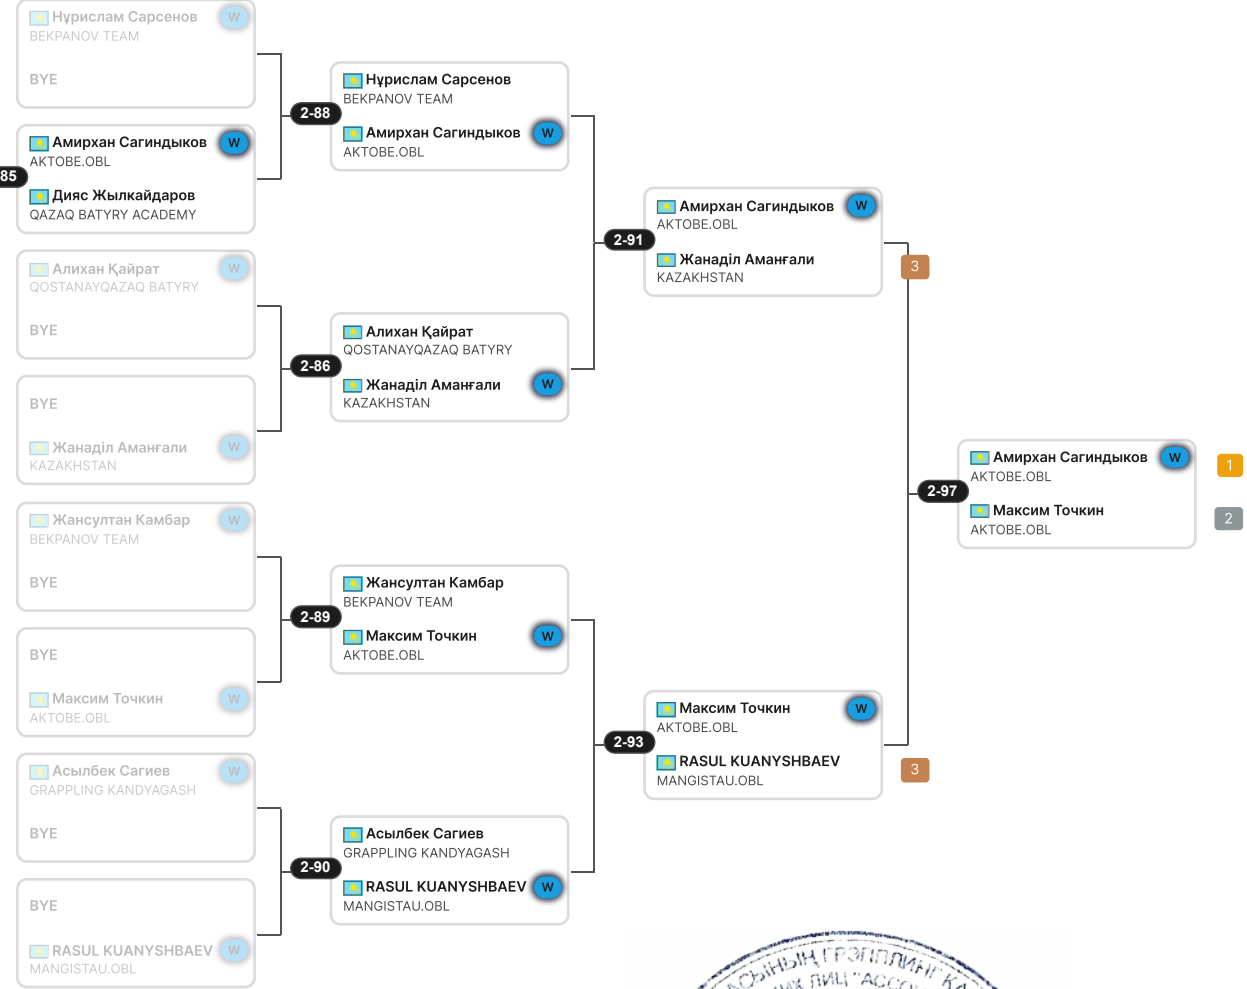 Нұрислам Сарсенов W
BEKPANOV TEAM
BYE
Амирхан Сагиндыков W
AKTOBE.OBL
85
Дияс Жылкайдаров
QAZAQ BATYRY ACADEMY
Алихан Қайрат W
QOSTANAYQAZAQ BATYRY
BYE
BYE
Жанаділ Аманғали W
KAZAKHSTAN
Жансултан Камбар W
BEKPANOV TEAM
BYE
BYE
Максим Точкин W
AKTOBE.OBL
Асылбек Сагиев W
GRAPPLING KANDYAGASH
BYE
BYE
RASUL KUANYSHBAEV W
MANGISTAU.OBL
2-88
Нұрислам Сарсенов
BEKPANOV TEAM
Амирхан Сагиндыков W
AKTOBE.OBL
2-86
Алихан Қайрат
QOSTANAYQAZAQ BATYRY
Жанаділ Аманғали W
KAZAKHSTAN
2-89
Жансултан Камбар
BEKPANOV TEAM
Максим Точкин W
AKTOBE.OBL
2-90
Асылбек Сагиев
GRAPPLING KANDYAGASH
RASUL KUANYSHBAEV W
MANGISTAU.OBL
2-91
Амирхан Сагиндыков W
AKTOBE.OBL
Жанаділ Аманғали
KAZAKHSTAN
3
2-93
Максим Точкин W
AKTOBE.OBL
RASUL KUANYSHBAEV
MANGISTAU.OBL
3
2-97
Амирхан Сагиндыков W
AKTOBE.OBL
1
Максим Точкин
AKTOBE.OBL
2
ГРЭППЛИНГ
ЛИЦ